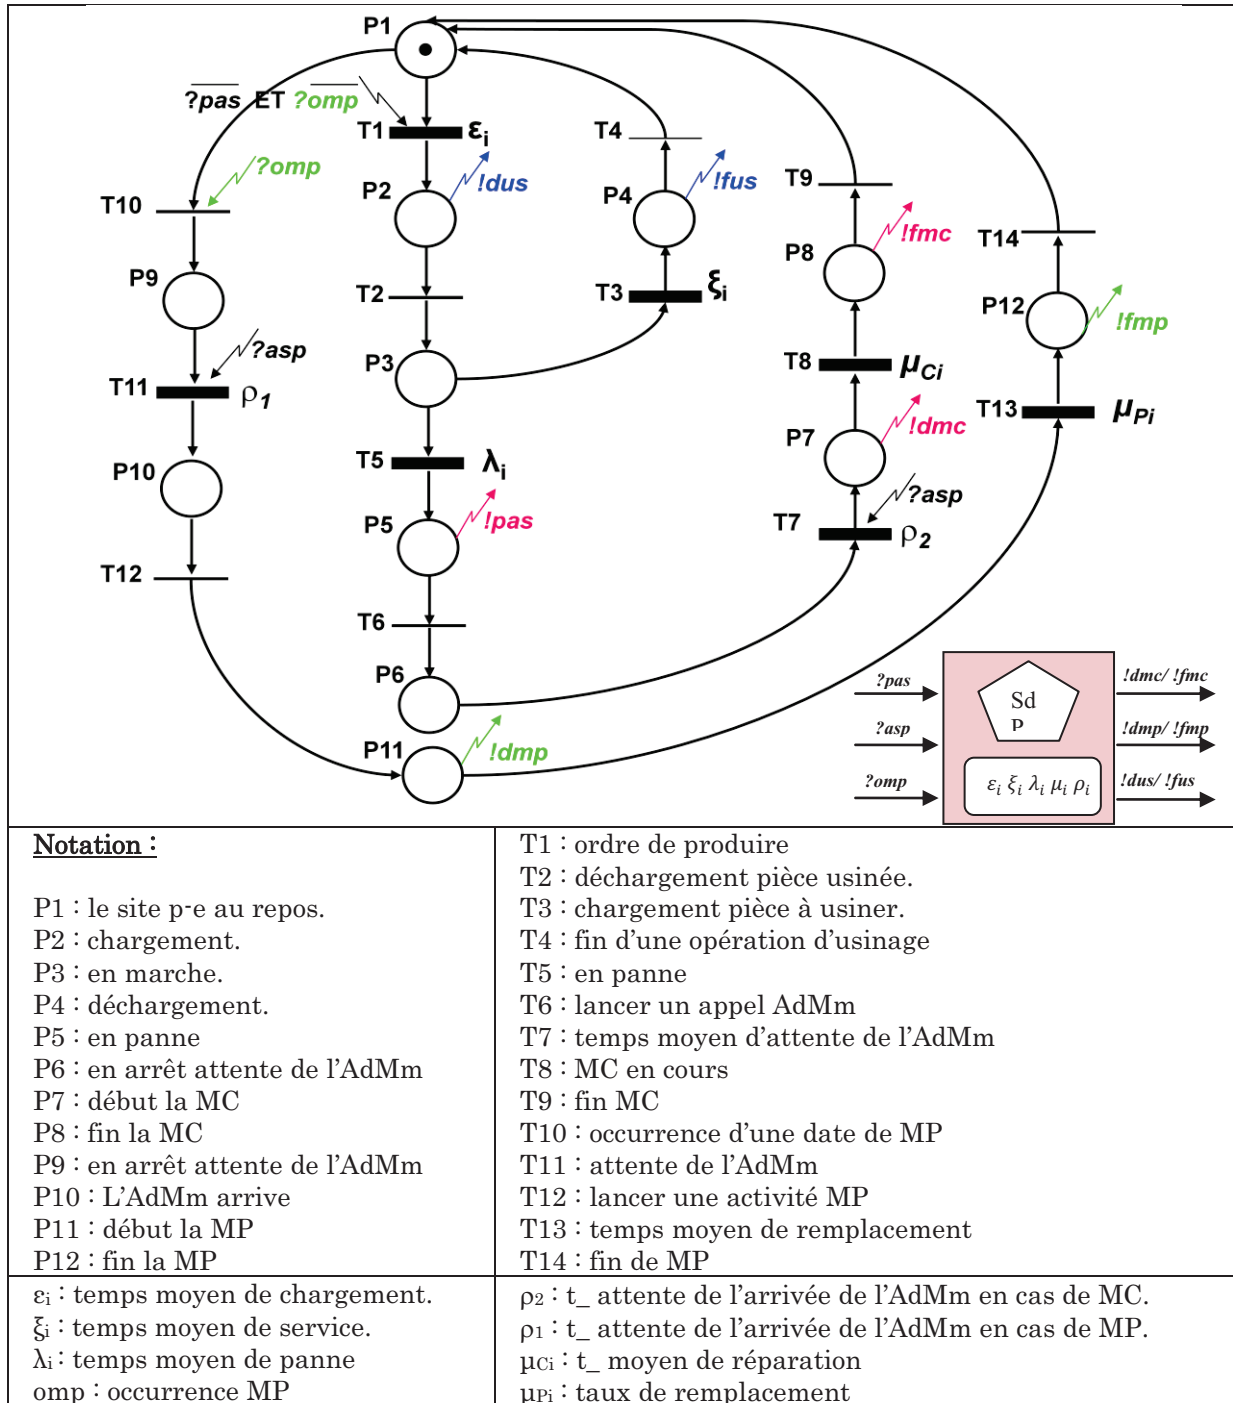 P1
?pas ET ?omp
T1 εi
T4
?omp
!dus
!fus
P2
P4
T9
T10
!fmc
T14
P9
P8
T2
T3 ξi
P12
!fmp
?asp
P3
T8 μCi
T11 ρ1
T13 μPi
!dmc
P7
T5 λi
P10
?asp
!pas
P5
T7 ρ2
T12
T6
P6
?pas
Sd
P
!dmc/ !fmc
P11
!dmp
?asp
!dmp/ !fmp
?omp
εi ξi λi μi ρi
!dus/ !fus
Notation :
P1 : le site p-e au repos.
P2 : chargement.
P3 : en marche.
P4 : déchargement.
P5 : en panne
P6 : en arrêt attente de l’AdMm
P7 : début la MC
P8 : fin la MC
P9 : en arrêt attente de l’AdMm
P10 : L’AdMm arrive
P11 : début la MP
P12 : fin la MP
T1 : ordre de produire
T2 : déchargement pièce usinée.
T3 : chargement pièce à usiner.
T4 : fin d’une opération d’usinage
T5 : en panne
T6 : lancer un appel AdMm
T7 : temps moyen d’attente de l’AdMm
T8 : MC en cours
T9 : fin MC
T10 : occurrence d’une date de MP
T11 : attente de l’AdMm
T12 : lancer une activité MP
T13 : temps moyen de remplacement
T14 : fin de MP
εi : temps moyen de chargement.
ξi : temps moyen de service.
λi : temps moyen de panne
omp : occurrence MP
ρ2 : t_ attente de l’arrivée de l’AdMm en cas de MC.
ρ1 : t_ attente de l’arrivée de l’AdMm en cas de MP.
μCi : t_ moyen de réparation
μPi : taux de remplacement